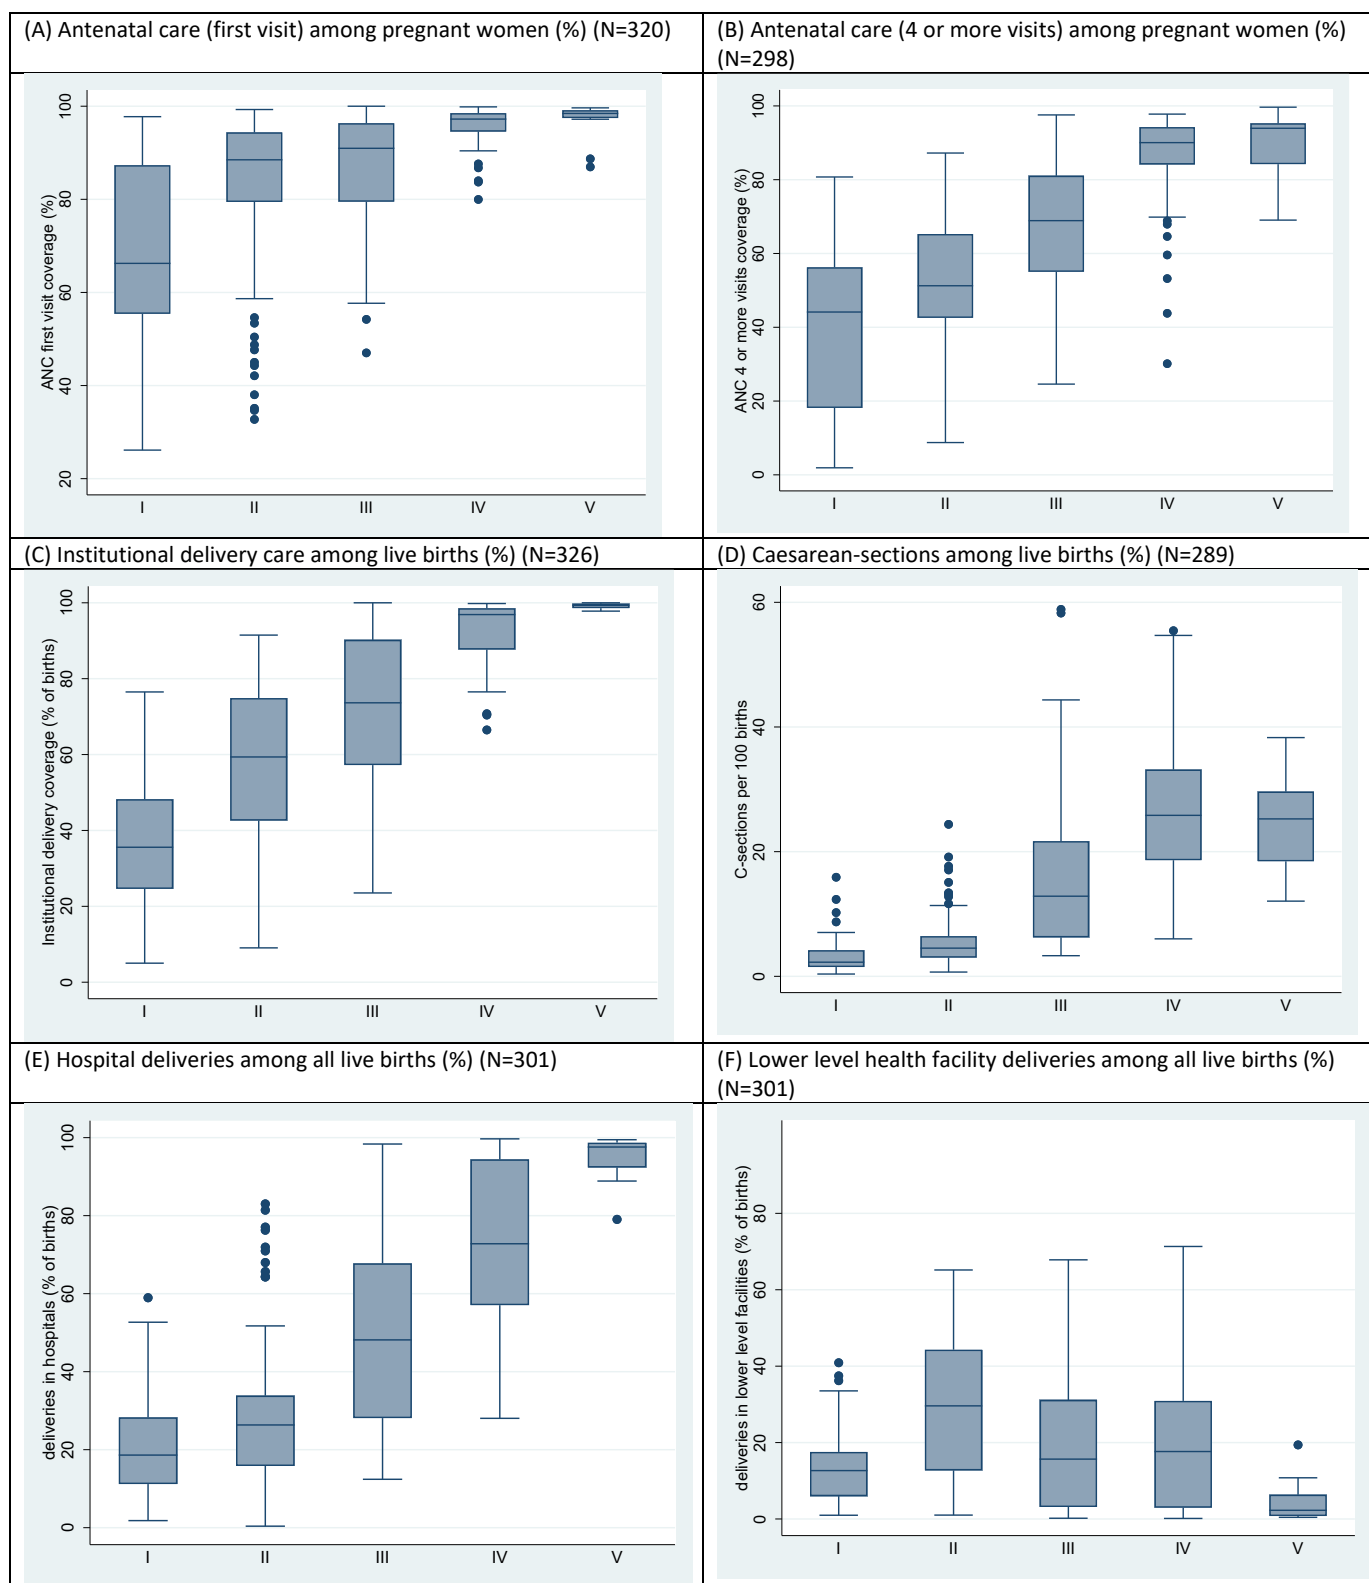 (A) Antenatal care (first visit) among pregnant women (%) (N=320)
(B) Antenatal care (4 or more visits) among pregnant women (%)
(N=298)
ANC first visit coverage (%)
100
80
60
40
20
I II III IV V
ANC 4 or more visits coverage (%)
100
80
60
40
20
0
I II III IV V
(C) Institutional delivery care among live births (%) (N=326)
(D) Caesarean-sections among live births (%) (N=289)
Institutional delivery coverage (% of births)
100
80
60
40
20
0
I II III IV V
C-sections per 100 births
60
40
20
0
I II III IV V
(E) Hospital deliveries among all live births (%) (N=301)
(F) Lower level health facility deliveries among all live births (%)
(N=301)
deliveries in hospitals (% of births)
100
80
60
40
20
0
I II III IV V
deliveries in lower level facilities (% of births)
80
60
40
20
0
I II III IV V